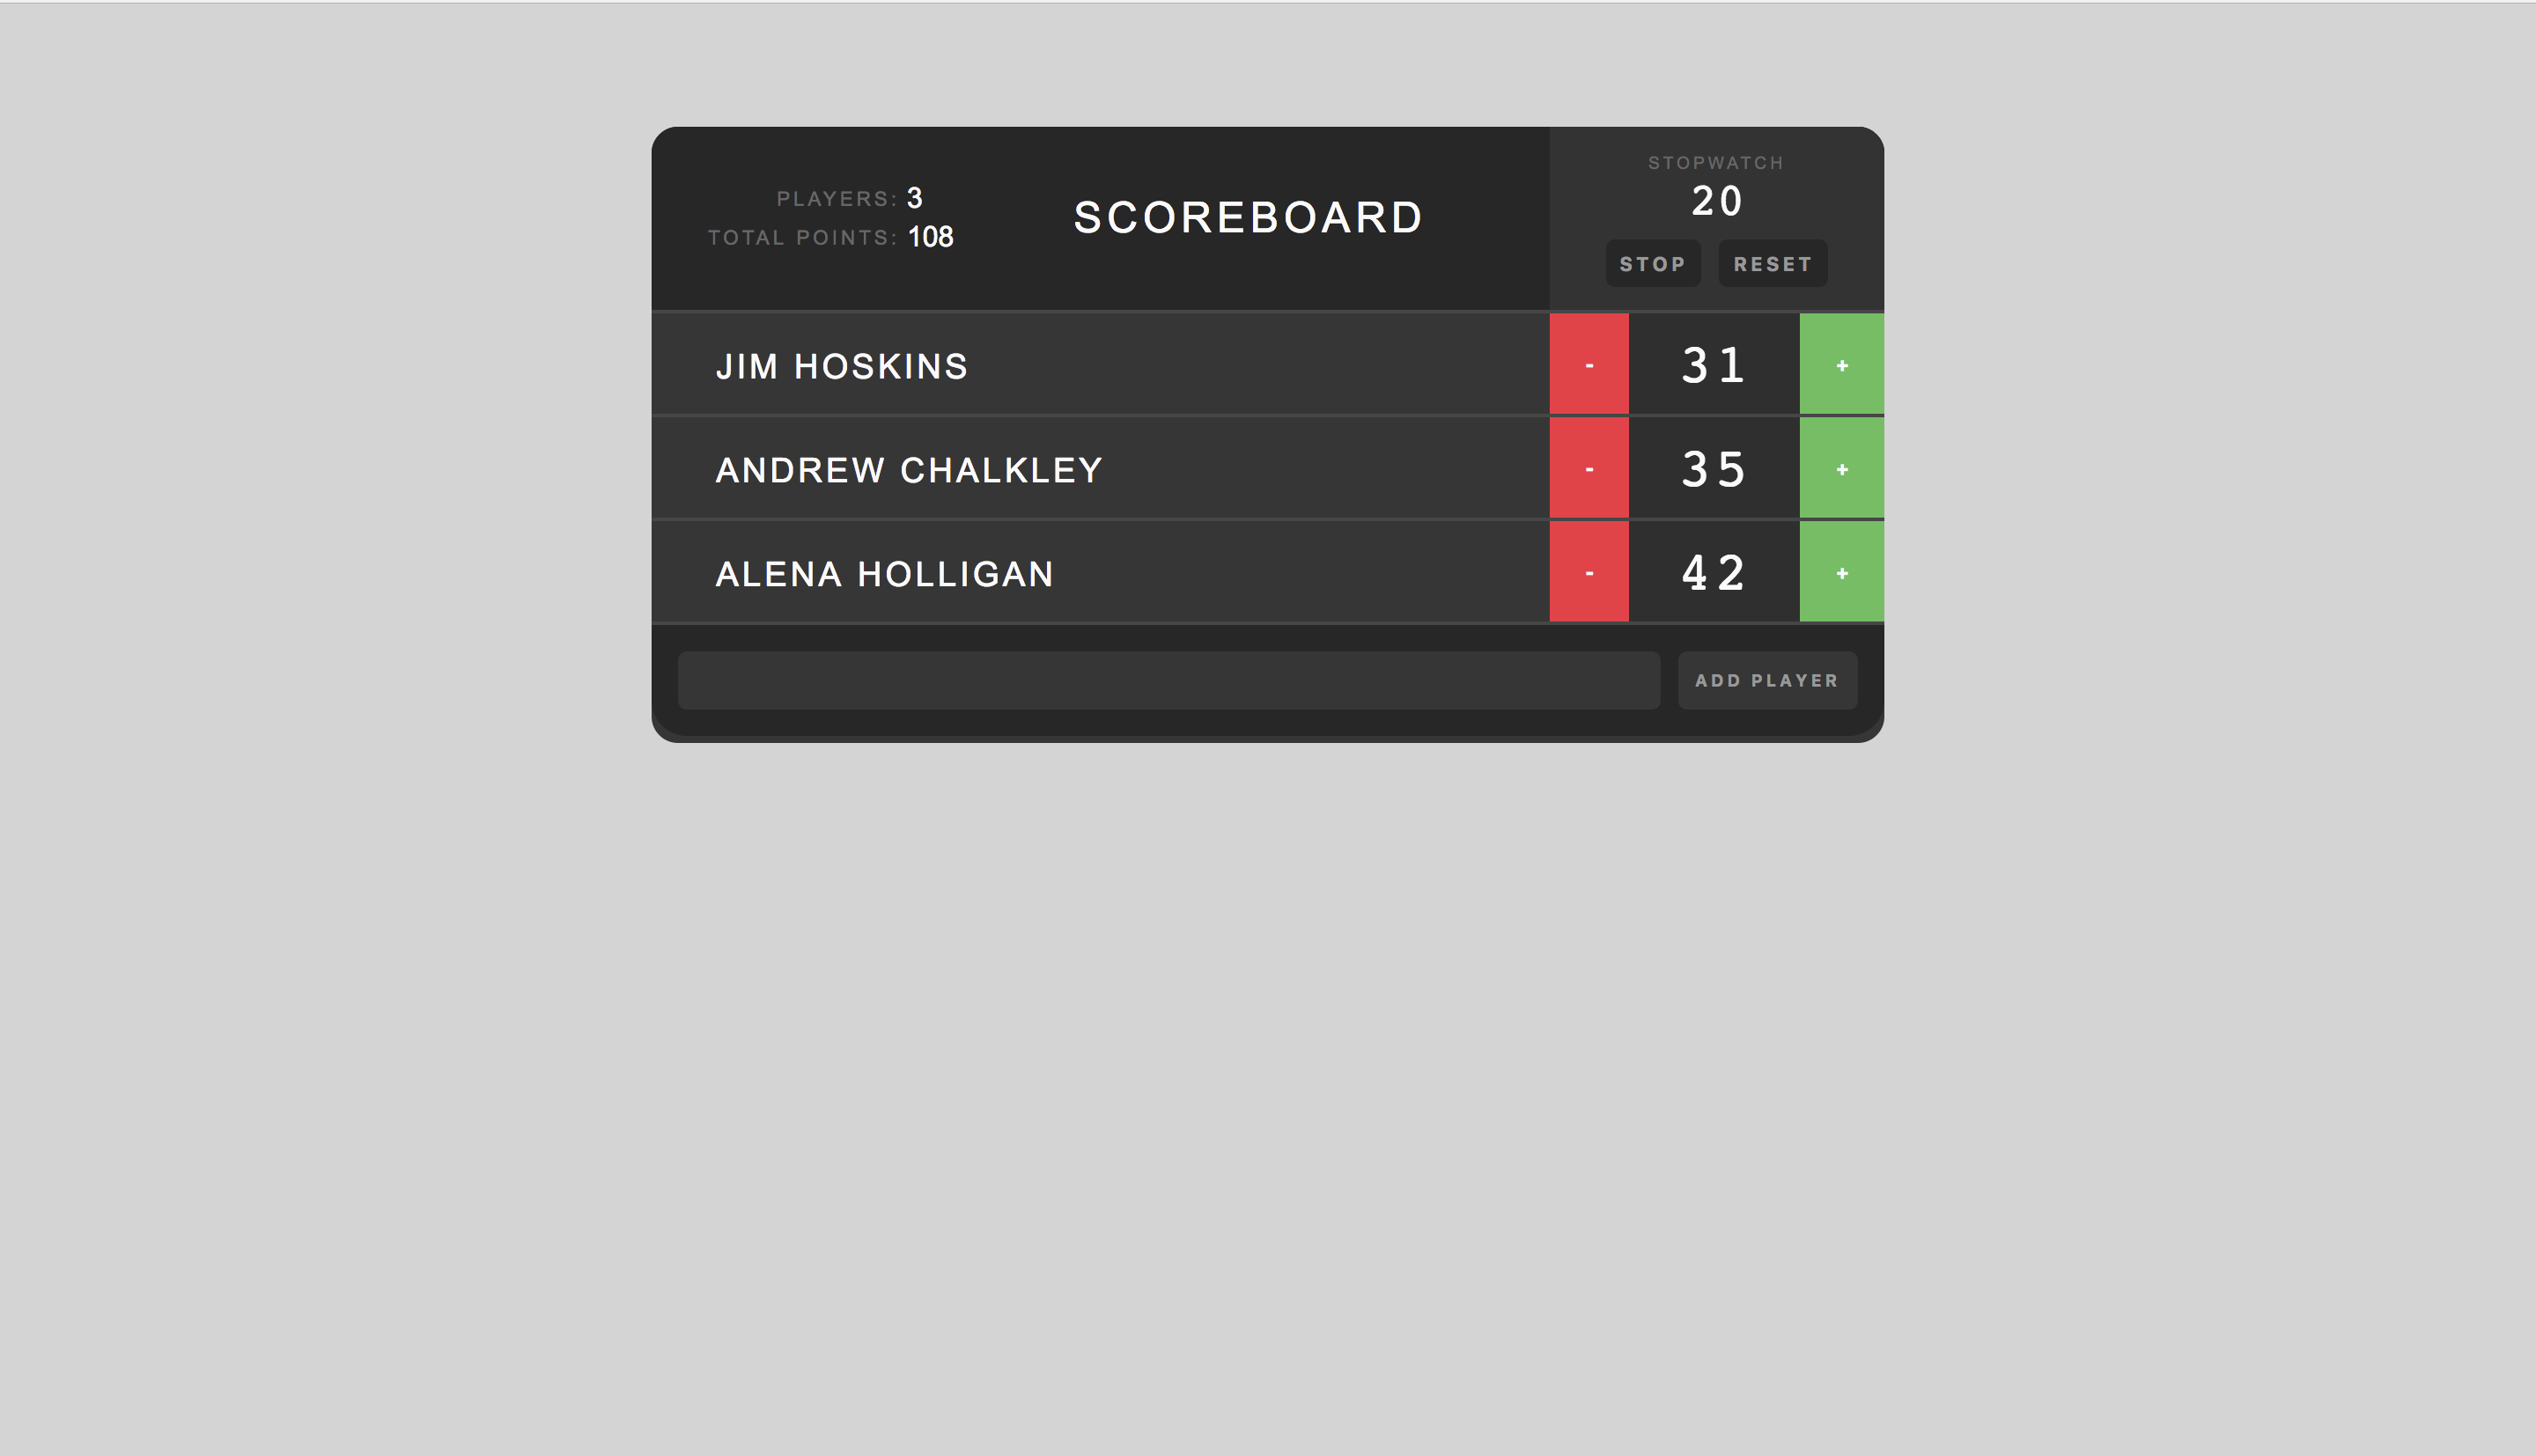 PLAYERS: 3
TOTAL POINTS: 108
SCOREBOARD
STOPWATCH
20
STOP RESET
JIM HOSKINS - 31 +
ANDREW CHALKLEY - 35 +
ALENA HOLLIGAN - 42 +
ADD PLAYER